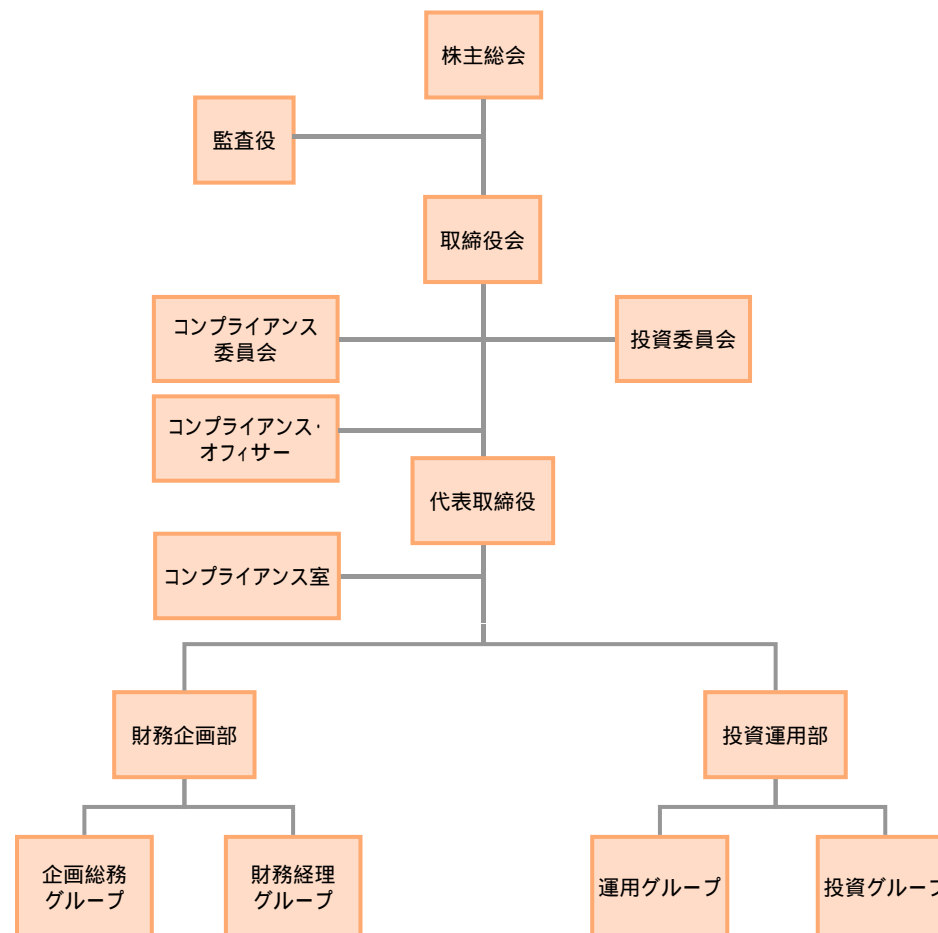 株主総会
監査役
取締役会
コンプライアンス
委員会
投資委員会
コンプライアンス・
オフィサー
代表取締役
コンプライアンス室
財務企画部
投資運用部
企画総務
グループ
財務経理
グループ
運用グループ
投資グループ